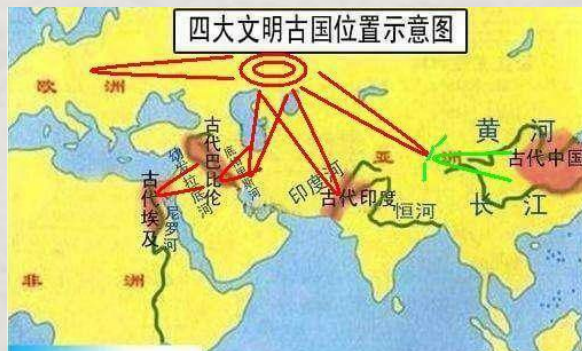 四大文明古国位置示意图
欧 洲
古代巴比伦
幼发拉底河
底格里斯河
古代埃及
尼罗河
印度河
古代印度
恒河
亚 洲
黄 河
古代中国
长 江
非 洲